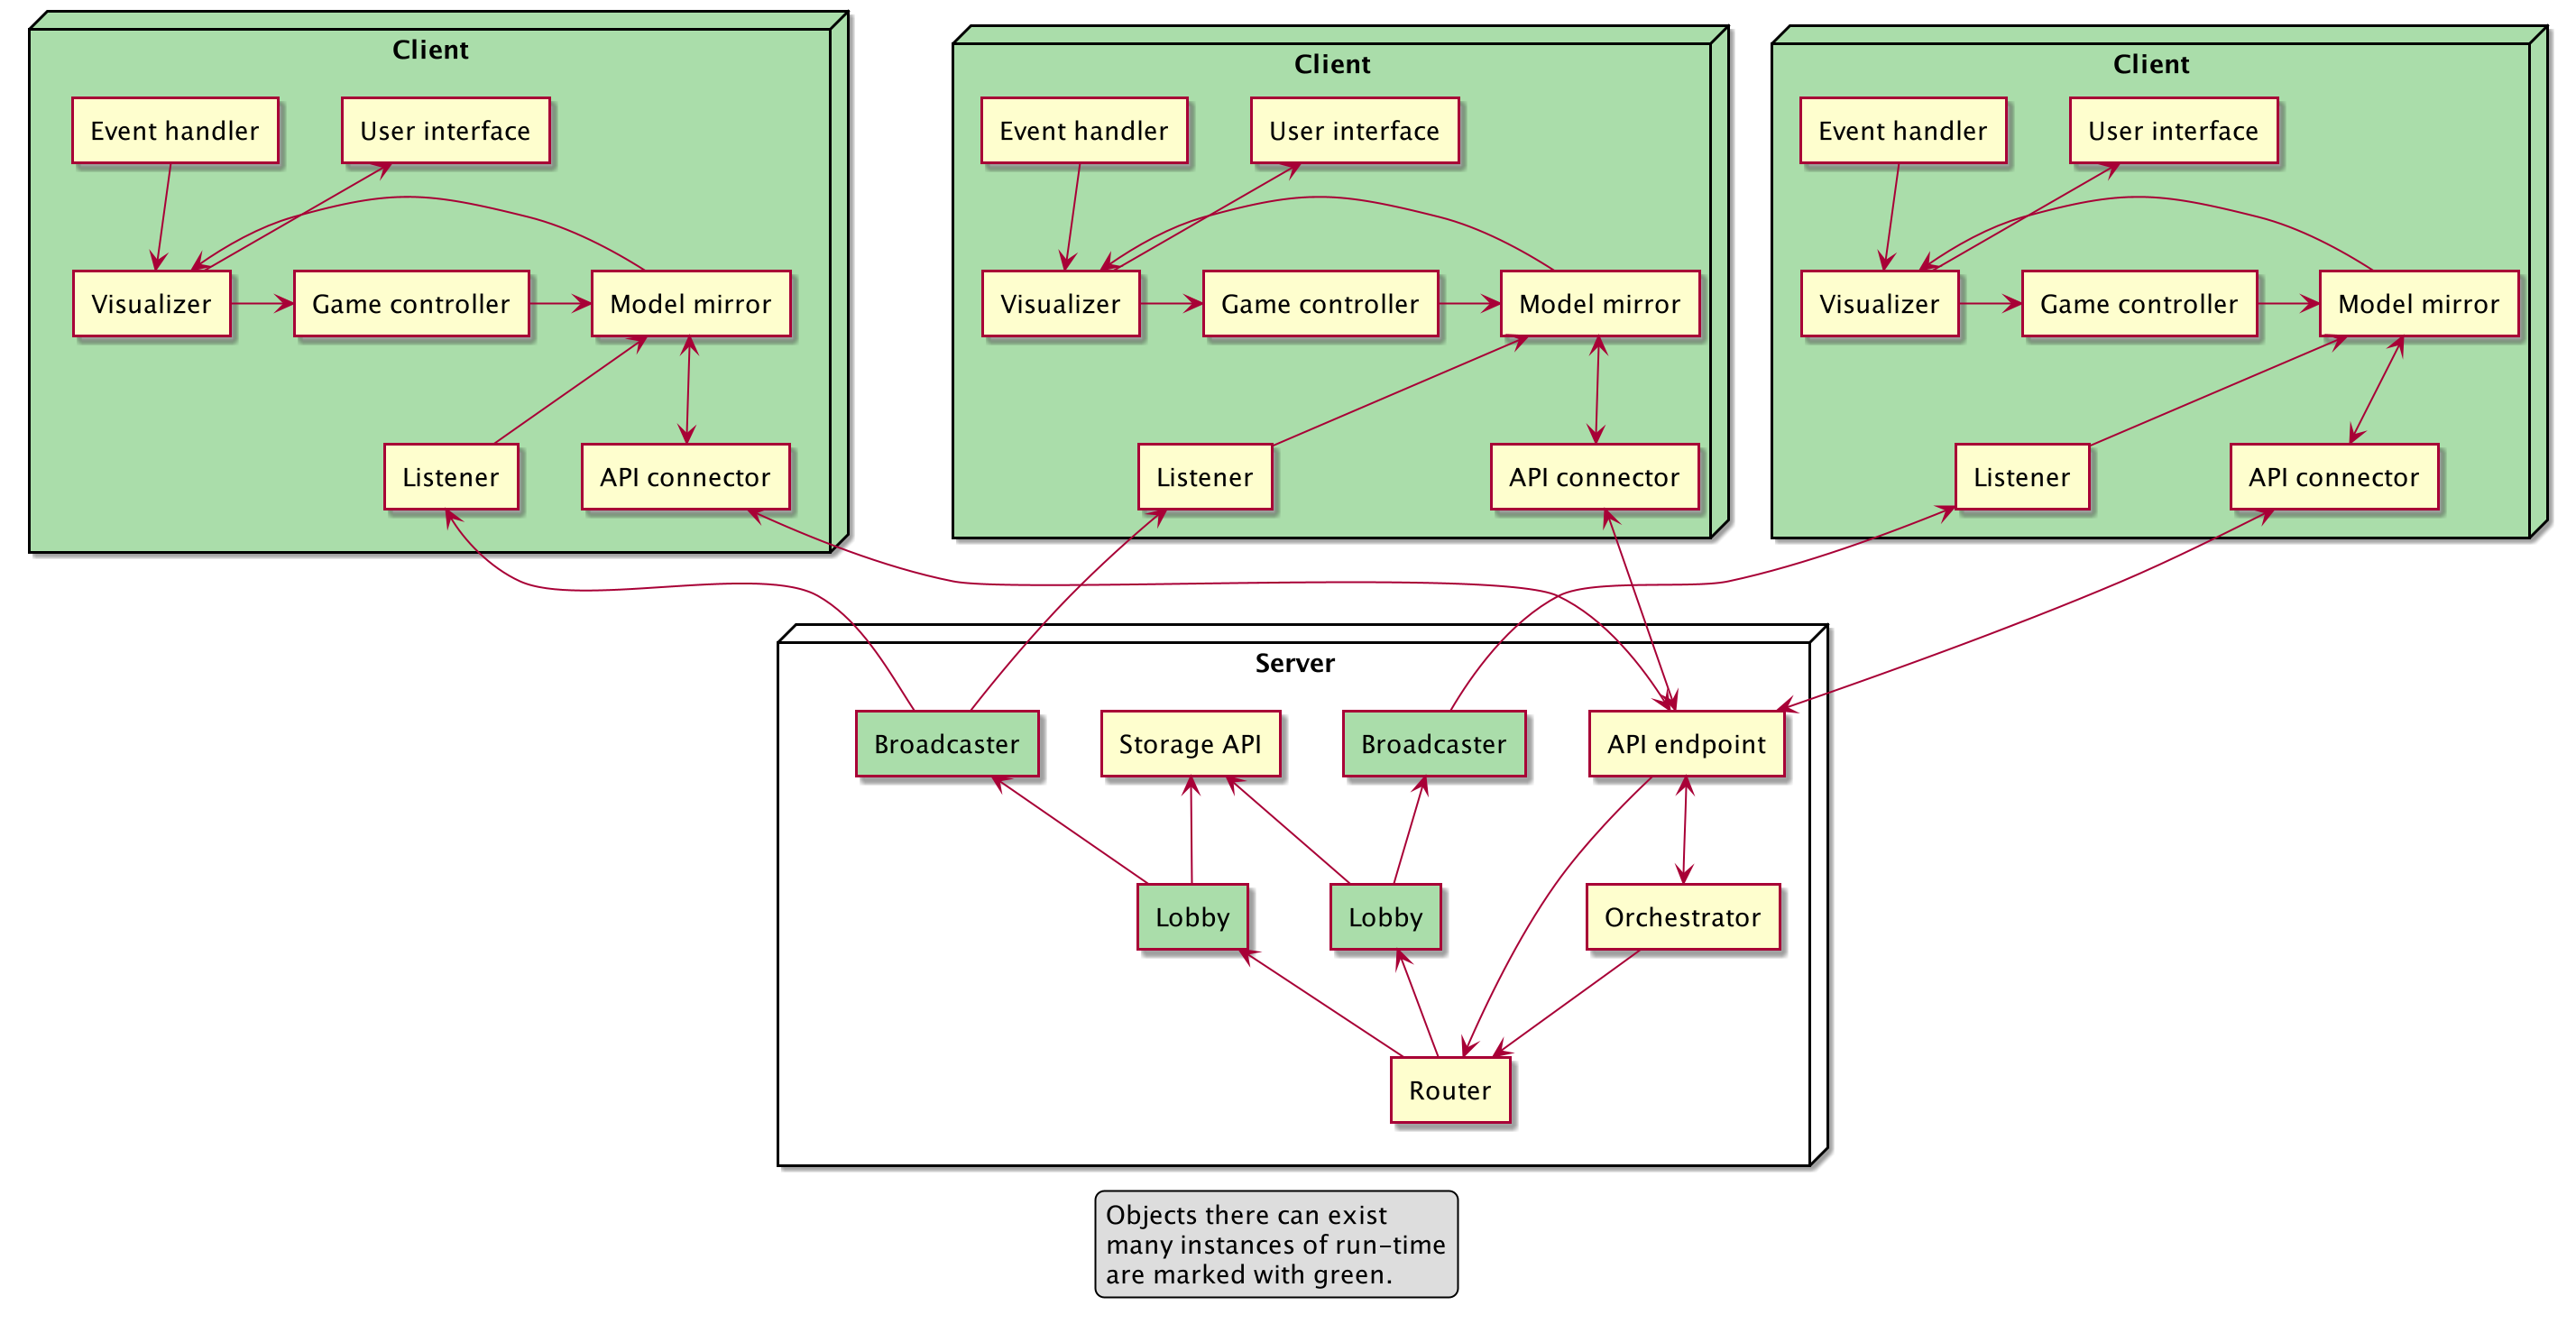 Client
Event handler
User interface
Visualizer
Game controller
Model mirror
Listener
API connector
Client
Event handler
User interface
Visualizer
Game controller
Model mirror
Listener
API connector
Client
Event handler
User interface
Visualizer
Game controller
Model mirror
Listener
API connector
Server
Broadcaster
Storage API
Broadcaster
API endpoint
Lobby
Lobby
Orchestrator
Router
Objects there can exist
many instances of run-time
are marked with green.